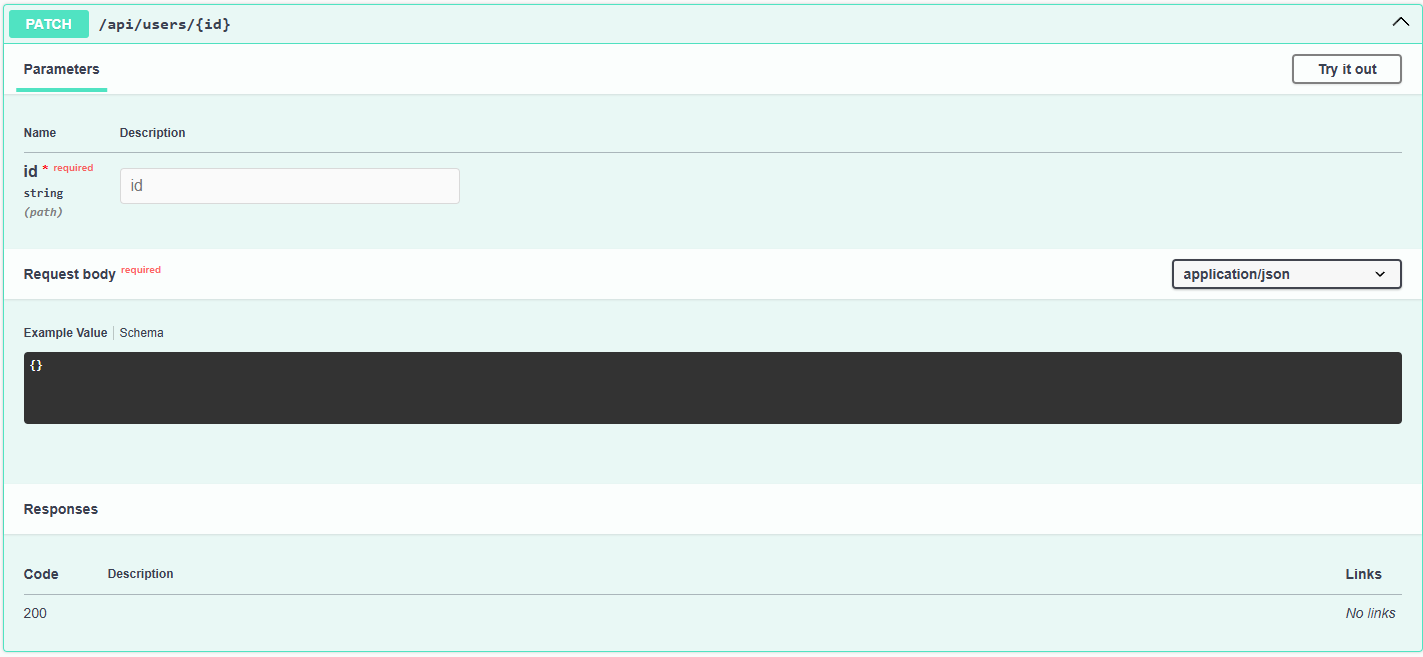 PATCH /api/users/{id}
Parameters Try it out
Name Description
id * required
id
string
(path)
Request body required application/json
Example Value Schema
{}
Responses
Code Description Links
200 No links